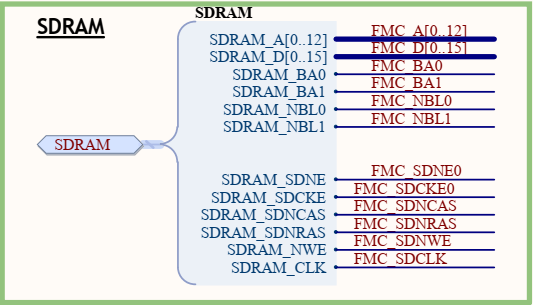 SDRAM
SDRAM
SDRAM
SDRAM_A[0..12] FMC_A[0..12]
SDRAM_D[0..15] FMC_D[0..15]
SDRAM_BA0 FMC_BA0
SDRAM_BA1 FMC_BA1
SDRAM_NBL0 FMC_NBL0
SDRAM_NBL1 FMC_NBL1
SDRAM_SDNE FMC_SDNE0
SDRAM_SDCKE FMC_SDCKE0
SDRAM_SDNCAS FMC_SDNCAS
SDRAM_SDNRAS FMC_SDNRAS
SDRAM_NWE FMC_SDNWE
SDRAM_CLK FMC_SDCLK